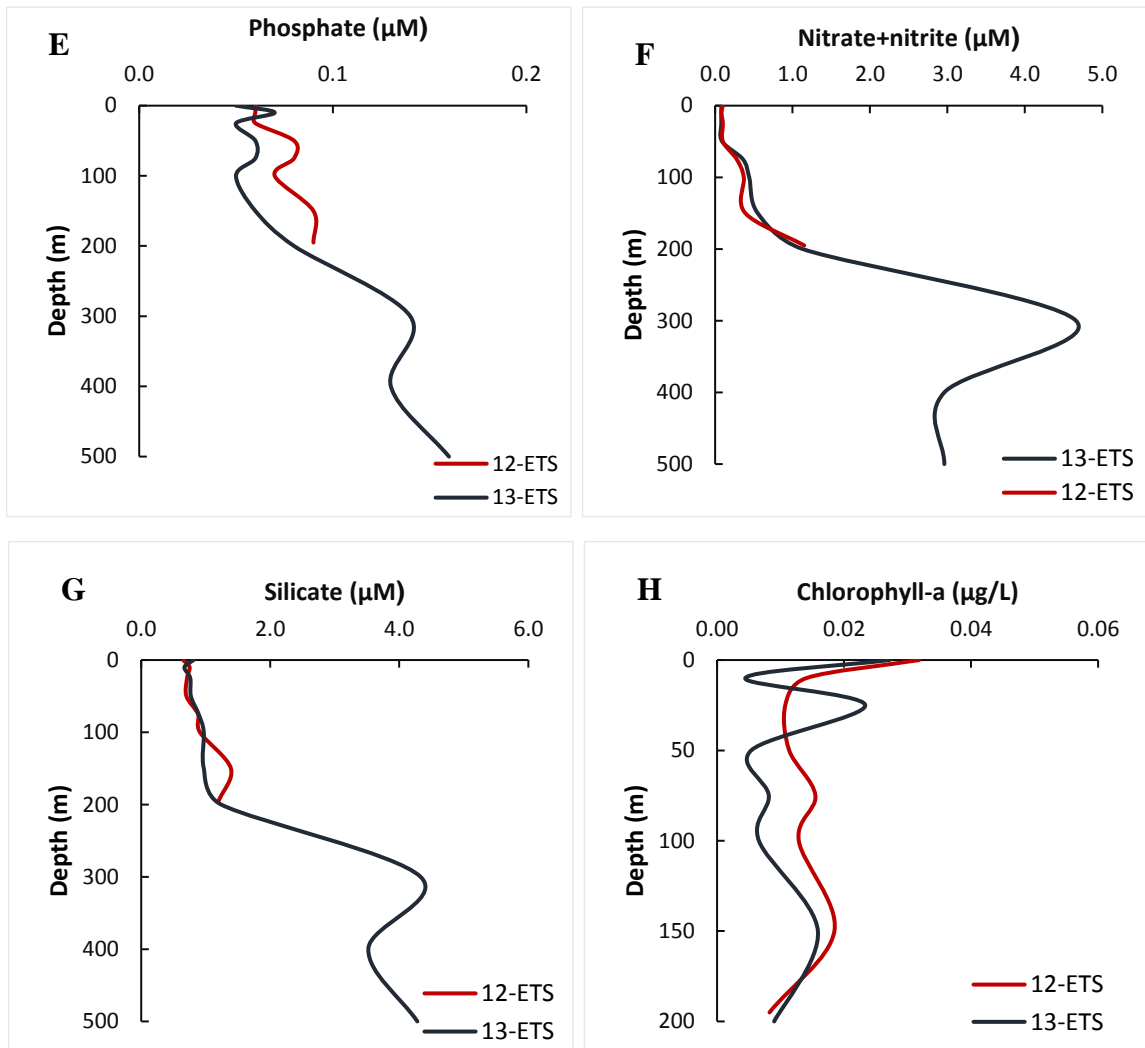 E
Phosphate (µM)
0.0 0.1 0.2
0
100
200
300
400
500
Depth (m)
12-ETS
13-ETS
F
Nitrate+nitrite (µM)
0.0 1.0 2.0 3.0 4.0 5.0
0
100
200
300
400
500
Depth (m)
13-ETS
12-ETS
G
Silicate (µM)
0.0 2.0 4.0 6.0
0
100
200
300
400
500
Depth (m)
12-ETS
13-ETS
H
Chlorophyll-a (µg/L)
0.00 0.02 0.04 0.06
0
50
100
150
200
Depth (m)
12-ETS
13-ETS